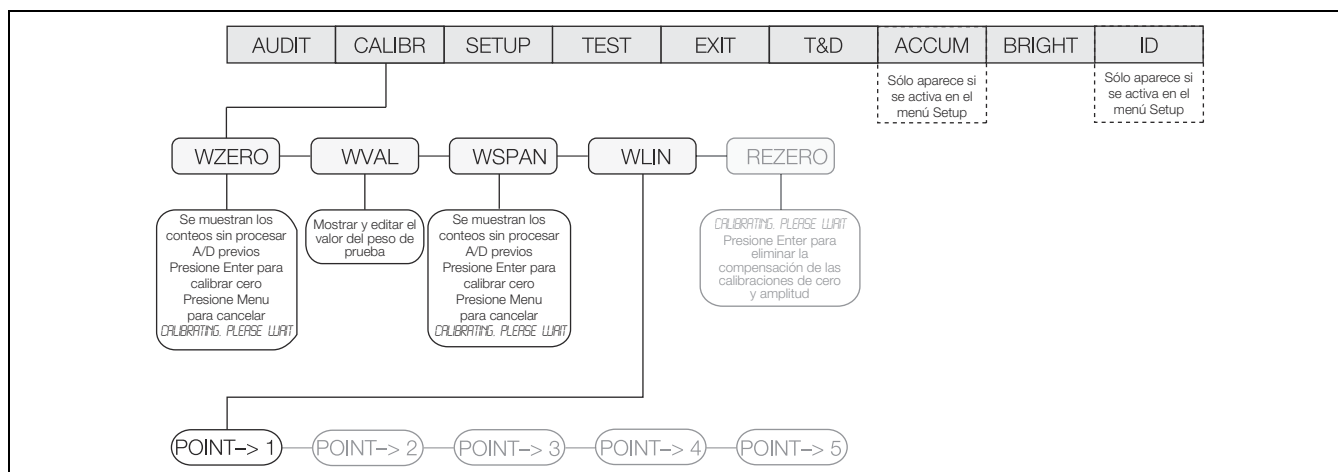 AUDIT CALIBR SETUP TEST EXIT T&D ACCUM BRIGHT ID
Sólo aparece si
se activa en el
menú Setup
Sólo aparece si
se activa en el
menú Setup
WZERO WVAL WSPAN WLIN REZERO
Se muestran los
conteos sin procesar
A/D previos
Presione Enter para
calibrar cero
Presione Menu
para cancelar
CALIBRATING. PLEASE WAIT
Mostrar y editar el
valor del peso de
prueba
Se muestran los
conteos sin procesar
A/D previos
Presione Enter para
calibrar cero
Presione Menu
para cancelar
CALIBRATING. PLEASE WAIT
CALIBRATING. PLEASE WAIT
Presione Enter para
eliminar la
compensación de las
calibraciones de cero
y amplitud
POINT–> 1 POINT–> 2 POINT–> 3 POINT–> 4 POINT–> 5